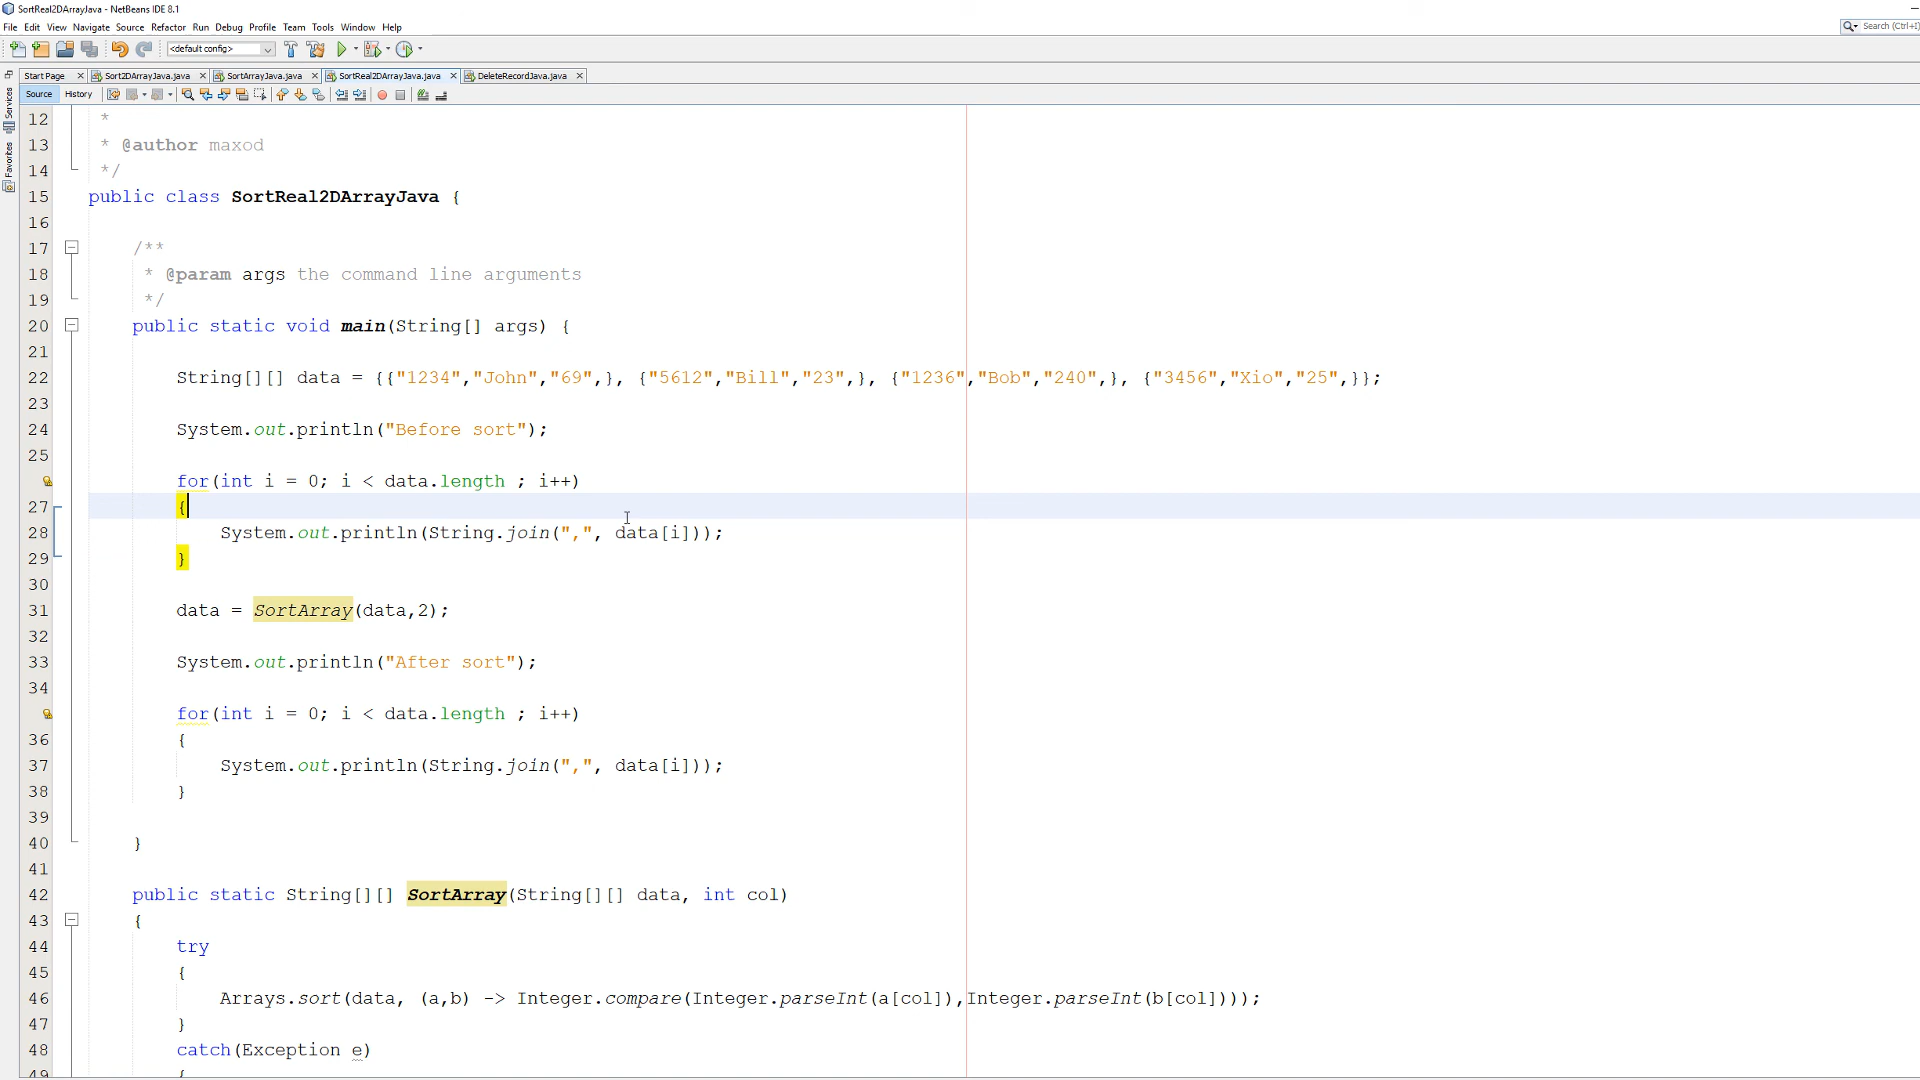 SortReal2DArrayJava - NetBeans IDE 8.1
File Edit View Navigate Source Refactor Run Debug Profile Team Tools Window Help
Search (Ctrl+I)
<default config>
Start Page Sort2DArrayJava.java SortArrayJava.java SortReal2DArrayJava.java DeleteRecordJava.java
Source History
Services
Favorites
12 *
13 * @author maxod
14 */
15 public class SortReal2DArrayJava {
16
17 /**
18 * @param args the command line arguments
19 */
20 public static void main(String[] args) {
21
22 String[][] data = {{"1234","John","69",}, {"5612","Bill","23",}, {"1236","Bob","240",}, {"3456","Xio","25",}};
23
24 System.out.println("Before sort");
25
for(int i = 0; i < data.length ; i++)
27 {
28 System.out.println(String.join(",", data[i]));
29 }
30
31 data = SortArray(data,2);
32
33 System.out.println("After sort");
34
for(int i = 0; i < data.length ; i++)
36 {
37 System.out.println(String.join(",", data[i]));
38 }
39
40 }
41
42 public static String[][] SortArray(String[][] data, int col)
43 {
44 try
45 {
46 Arrays.sort(data, (a,b) -> Integer.compare(Integer.parseInt(a[col]),Integer.parseInt(b[col])));
47 }
48 catch(Exception e)
49 {